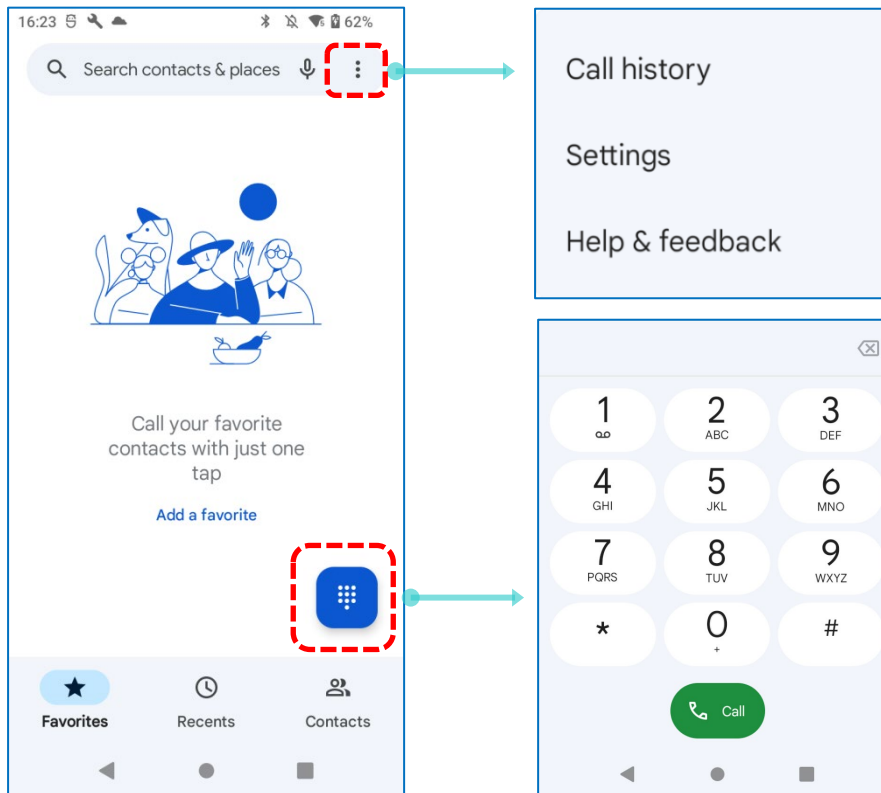 16:23 62%
Search contacts & places
Call your favorite
contacts with just one
tap
Add a favorite
Favorites Recents Contacts
Call history
Settings
Help & feedback
1 2 3
ABC DEF
4 5 6
GHI JKL MNO
7 8 9
PQRS TUV WXYZ
* 0 #
+
Call